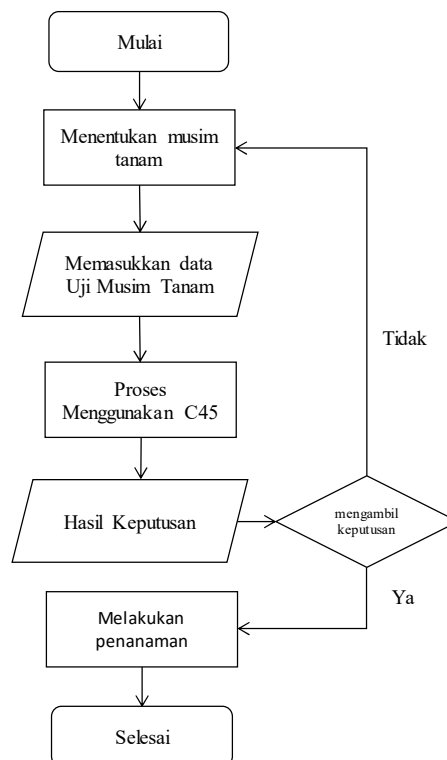 Mulai
Menentukan musim
tanam
Memasukkan data
Uji Musim Tanam
Tidak
Proses
Menggunakan C45
Hasil Keputusan
mengambil
keputusan
Ya
Melakukan
penanaman
Selesai